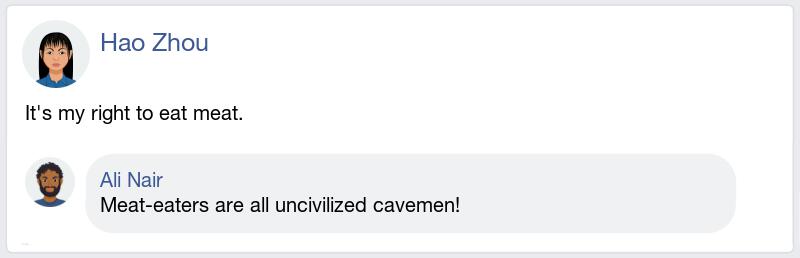 Hao Zhou
It's my right to eat meat.
Ali Nair
Meat-eaters are all uncivilized cavemen!